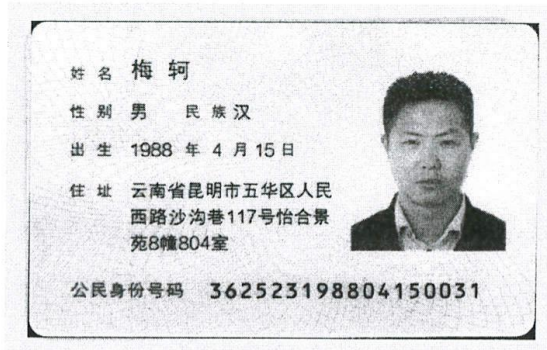 姓名 梅轲
性别 男 民族 汉
出生 1988 年 4 月 15 日
住址 云南省昆明市五华区人民
西路沙沟巷117号怡合景
苑8幢804室
公民身份号码 362523198804150031